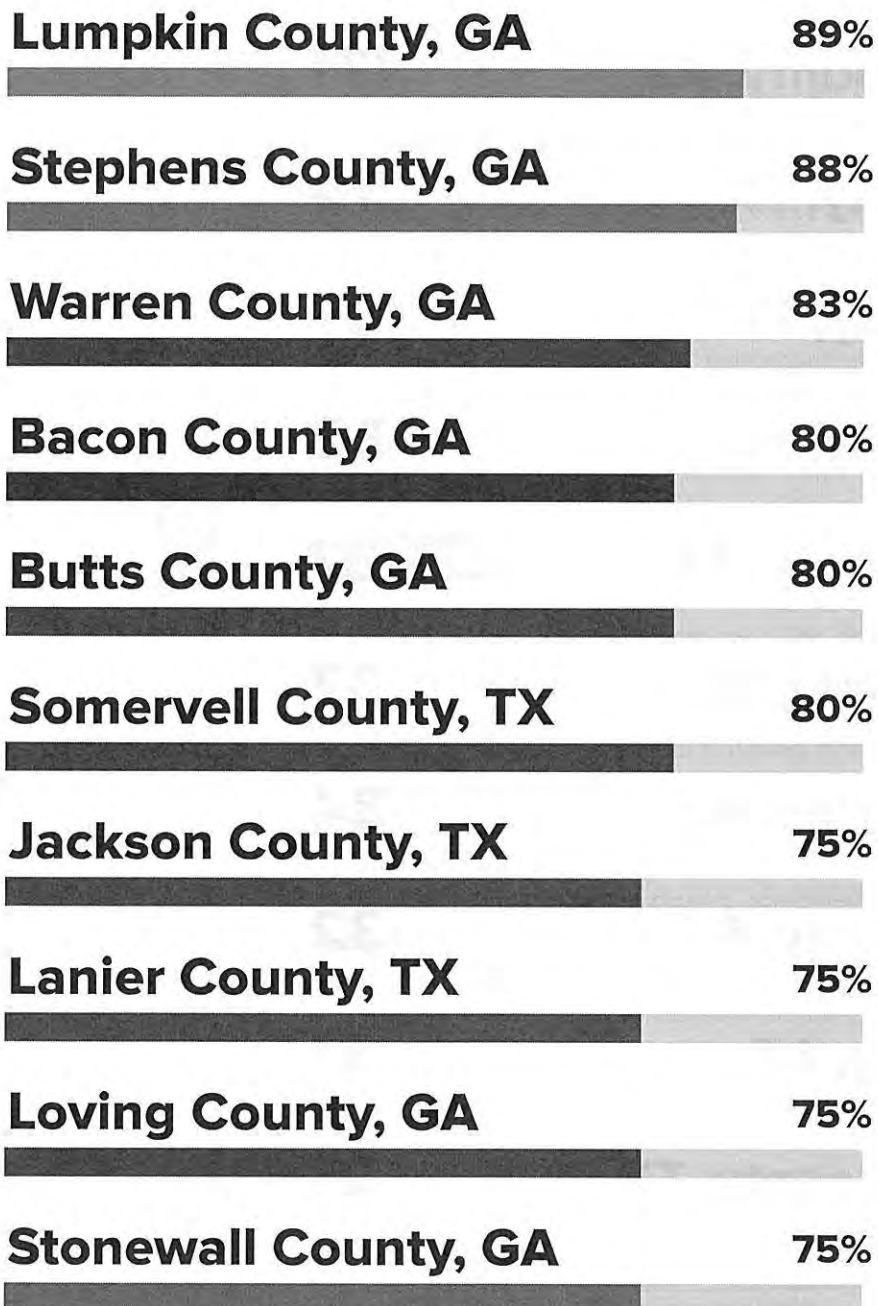 Lumpkin County, GA 89%
Stephens County, GA 88%
Warren County, GA 83%
Bacon County, GA 80%
Butts County, GA 80%
Somervell County, TX 80%
Jackson County, TX 75%
Lanier County, TX 75%
Loving County, GA 75%
Stonewall County, GA 75%